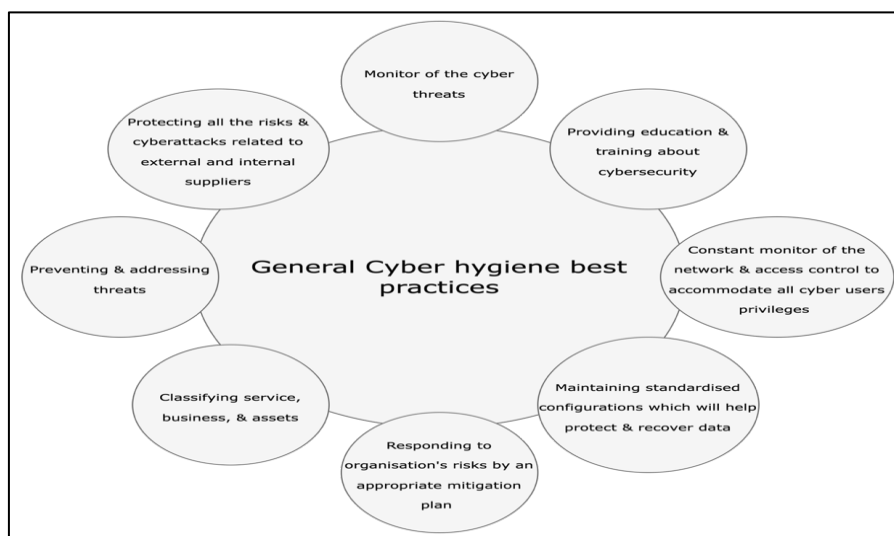 Monitor of the cyber
threats
Protecting all the risks &
cyberattacks related to
external and internal
suppliers
Providing education &
training about
cybersecurity
Preventing & addressing
threats
General Cyber hygiene best
practices
Constant monitor of the
network & access control to
accommodate all cyber users
privileges
Classifying service,
business, & assets
Maintaining standardised
configurations which will help
protect & recover data
Responding to
organisation's risks by an
appropriate mitigation
plan